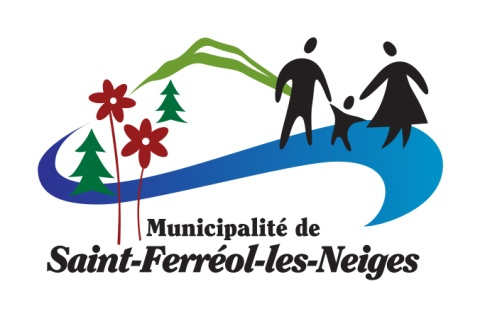 Municipalité de
Saint-Ferréol-les-Neiges